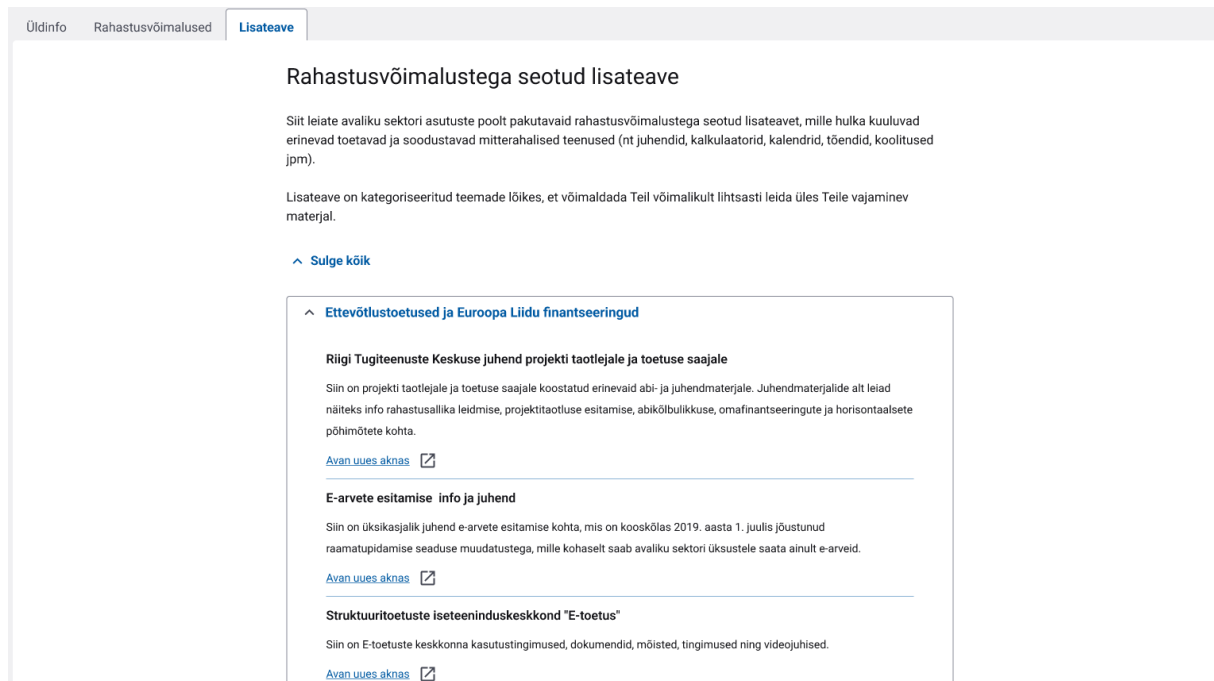 Üldinfo Rahastusvõimalused Lisateave
Rahastusvõimalustega seotud lisateave
Siit leiate avaliku sektori asutuste poolt pakutavaid rahastusvõimalustega seotud lisateavet, mille hulka kuuluvad
erinevad toetavad ja soodustavad mitterahalised teenused (nt juhendid, kalkulaatorid, kalendrid, tõendid, koolitused
jpm).
Lisateave on kategoriseeritud teemade lõikes, et võimaldada Teil võimalikult lihtsasti leida üles Teile vajaminev
materjal.
Sulge kõik
Ettevõtlustoetused ja Euroopa Liidu finantseeringud
Riigi Tugiteenuste Keskuse juhend projekti taotlejale ja toetuse saajale
Siin on projekti taotlejale ja toetuse saajale koostatud erinevaid abi- ja juhendmaterjale. Juhendmaterjalide alt leiad
näiteks info rahastusallika leidmise, projektitaotluse esitamise, abikõlbulikkuse, omafinantseeringute ja horisontaalsete
põhimõtete kohta.
Avan uues aknas
E-arvete esitamise info ja juhend
Siin on üksikasjalik juhend e-arvete esitamise kohta, mis on kooskõlas 2019. aasta 1. juulis jõustunud
raamatupidamise seaduse muudatustega, mille kohaselt saab avaliku sektori üksustele saata ainult e-arveid.
Avan uues aknas
Struktuuritoetuste iseteeninduskeskkond "E-toetus"
Siin on E-toetuste keskkonna kasutustingimused, dokumendid, mõisted, tingimused ning videojuhised.
Avan uues aknas